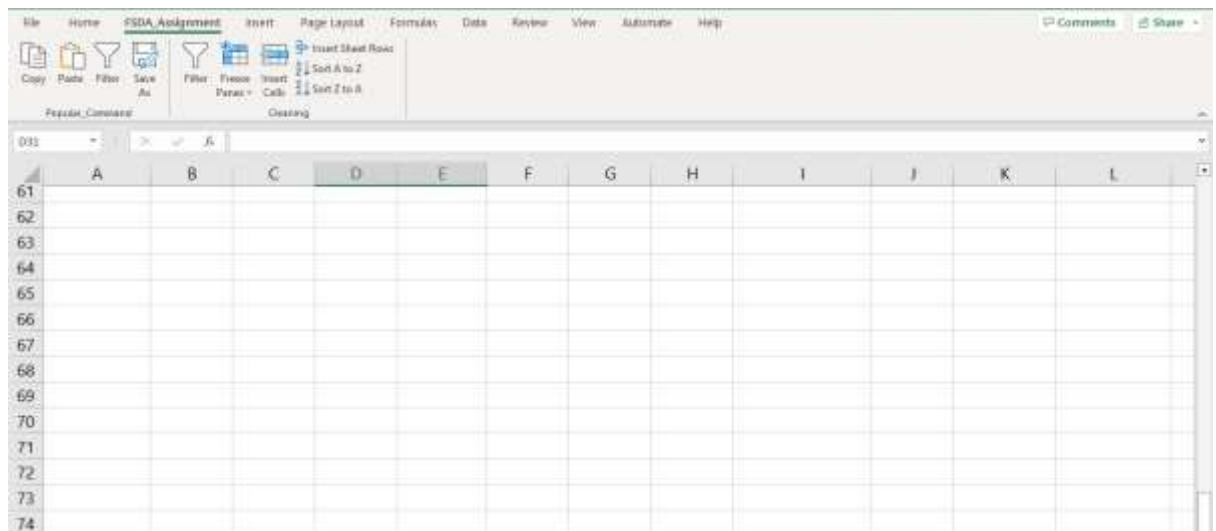 File Home FSDA_Assignment Insert Page Layout Formulas Data Review View Automate Help Comments Share
Insert Sheet Rows
Sort A to Z
Copy Paste Filter Save As Filter Freeze Panes Insert Cells Sort Z to A
Popular_Command Cleaning
D31 fx
A B C D E F G H I J K L
61
62
63
64
65
66
67
68
69
70
71
72
73
74